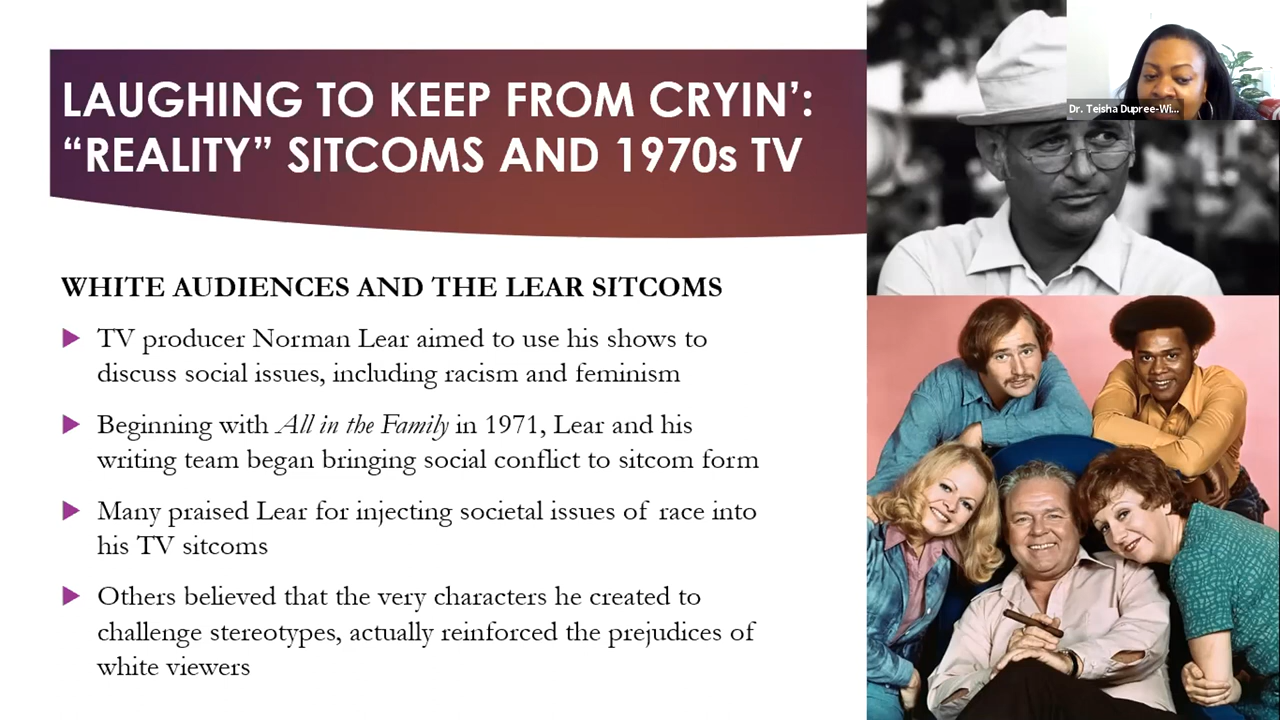 LAUGHING TO KEEP FROM CRYIN’:
“REALITY” SITCOMS AND 1970s TV
Dr. Teisha Dupree-Wi...
WHITE AUDIENCES AND THE LEAR SITCOMS
TV producer Norman Lear aimed to use his shows to
discuss social issues, including racism and feminism
Beginning with All in the Family in 1971, Lear and his
writing team began bringing social conflict to sitcom form
Many praised Lear for injecting societal issues of race into
his TV sitcoms
Others believed that the very characters he created to
challenge stereotypes, actually reinforced the prejudices of
white viewers